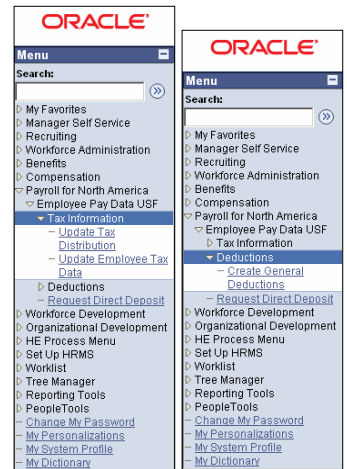 ORACLE
Menu
Search:
My Favorites
Manager Self Service
Recruiting
Workforce Administration
Benefits
Compensation
Payroll for North America
Employee Pay Data USF
Tax Information
Update Tax
Distribution
Update Employee Tax
Data
Deductions
Request Direct Deposit
Workforce Development
Organizational Development
HE Process Menu
Set Up HRMS
Worklist
Tree Manager
Reporting Tools
PeopleTools
Change My Password
My Personalizations
My System Profile
My Dictionary
ORACLE
Menu
Search:
My Favorites
Manager Self Service
Recruiting
Workforce Administration
Benefits
Compensation
Payroll for North America
Employee Pay Data USF
Tax Information
Deductions
Create General
Deductions
Request Direct Deposit
Workforce Development
Organizational Development
HE Process Menu
Set Up HRMS
Worklist
Tree Manager
Reporting Tools
PeopleTools
Change My Password
My Personalizations
My System Profile
My Dictionary